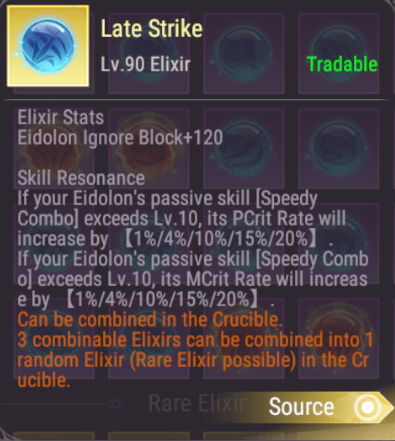 Late Strike
Lv.90 Elixir
Tradable
Elixir Stats
Eidolon Ignore Block+120
Skill Resonance
If your Eidolon's passive skill [Speedy
Combo] exceeds Lv.10, its PCrit Rate will
increase by 【1%/4%/10%/15%/20%】.
If your Eidolon's passive skill [Speedy Comb
o] exceeds Lv.10, its MCrit Rate will increas
e by 【1%/4%/10%/15%/20%】.
Can be combined in the Crucible.
3 combinable Elixirs can be combined into 1
random Elixir (Rare Elixir possible) in the Cr
ucible.
Rare Elixir
Source